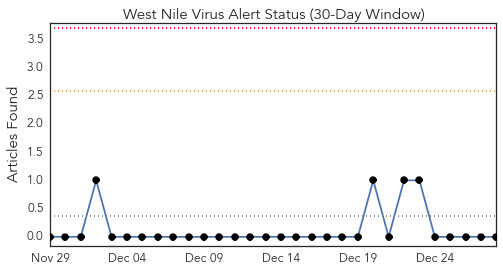 West Nile Virus Alert Status (30-Day Window)
Articles Found
3.5
3.0
2.5
2.0
1.5
1.0
0.5
0.0
Nov 29 Dec 04 Dec 09 Dec 14 Dec 19 Dec 24